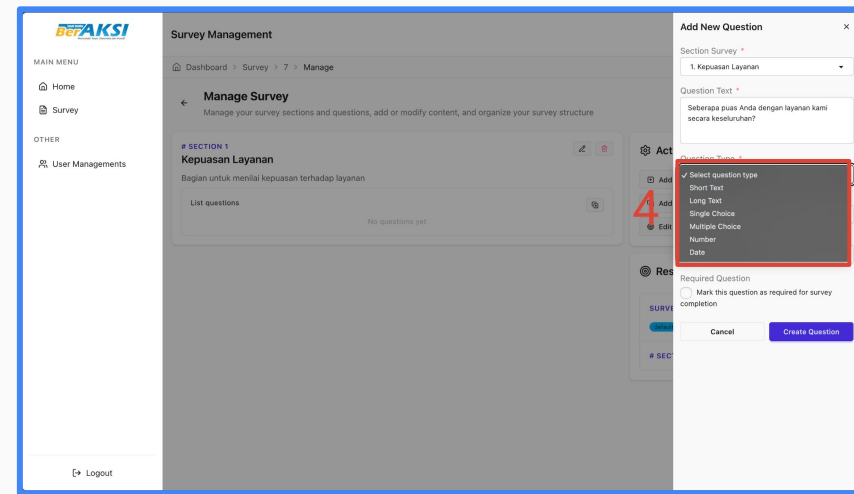 BerAKSI
MAIN MENU
Home
Survey
OTHER
User Managements
Logout
Survey Management
Dashboard > Survey > 7 > Manage
Manage Survey
Manage your survey sections and questions, add or modify content, and organize your survey structure
# SECTION 1
Kepuasan Layanan
Bagian untuk menilai kepuasan terhadap layanan
List questions
No questions yet
Act
Add
Add
Edit
4
Res
SURVE
# SEC
Add New Question
Section Survey *
1. Kepuasan Layanan
Question Text *
Seberapa puas Anda dengan layanan kami
secara keseluruhan?
Question Type *
✓ Select question type
Short Text
Long Text
Single Choice
Multiple Choice
Number
Date
Required Question
Mark this question as required for survey
completion
Cancel
Create Question